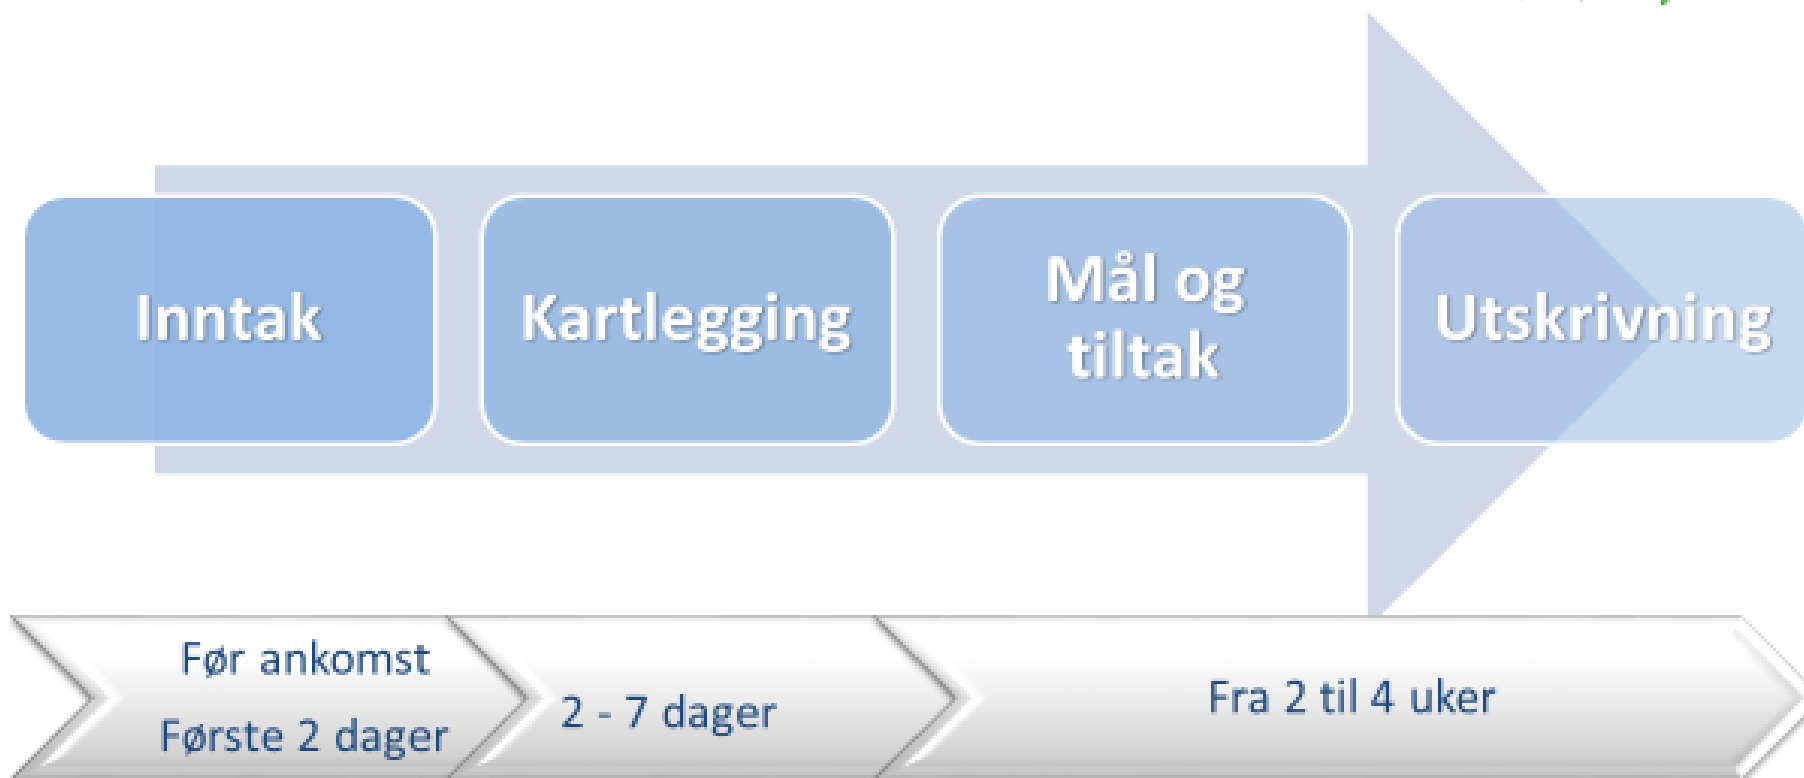 Inntak
Kartlegging
Mål og
tiltak
Utskrivning
Før ankomst
Første 2 dager
2 - 7 dager
Fra 2 til 4 uker